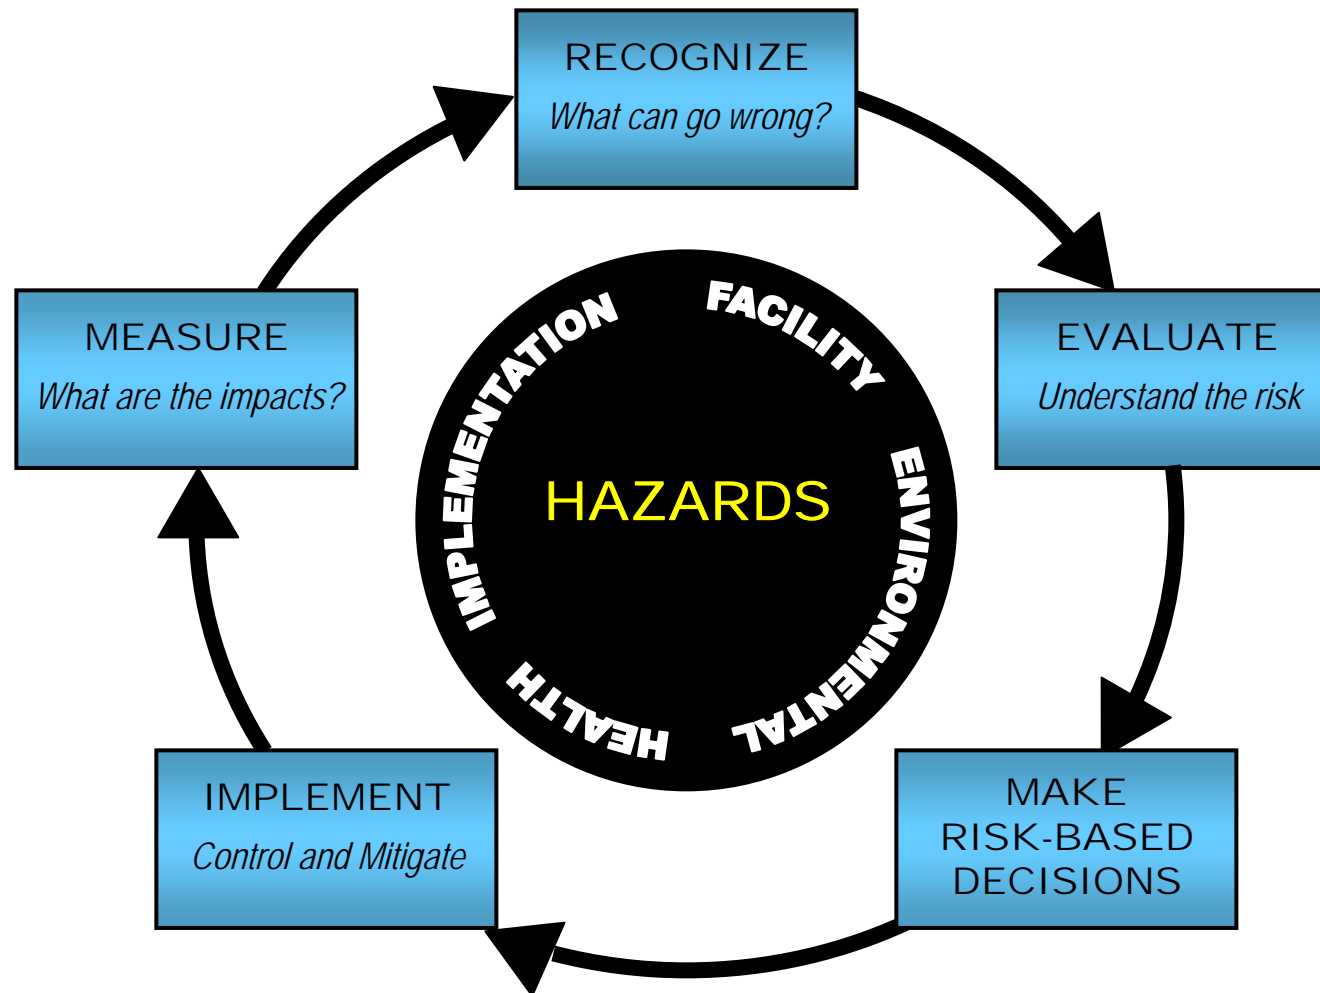 RECOGNIZE
What can go wrong?
EVALUATE
Understand the risk
MAKE
RISK-BASED
DECISIONS
IMPLEMENT
Control and Mitigate
MEASURE
What are the impacts?
FACILITY
ENVIRONMENTAL
HEALTH
IMPLEMENTATION
HAZARDS